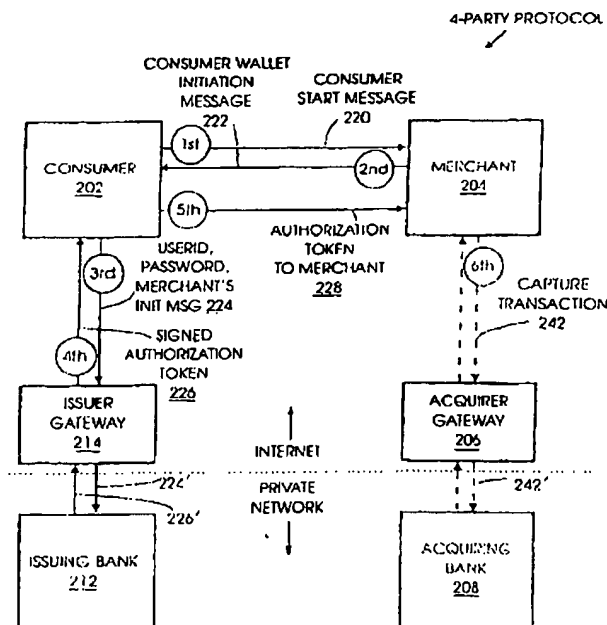 4-PARTY PROTOCOL
CONSUMER WALLET
INITIATION
MESSAGE
222
CONSUMER
START MESSAGE
220
1st
2nd
CONSUMER
202
MERCHANT
204
5th
AUTHORIZATION
TOKEN
TO MERCHANT
228
3rd
USERID,
PASSWORD,
MERCHANT'S
INIT MSG 224
6th
CAPTURE
TRANSACTION
242
4th
SIGNED
AUTHORIZATION
TOKEN
226
ISSUER
GATEWAY
214
ACQUIRER
GATEWAY
206
INTERNET
PRIVATE
NETWORK
224'
226'
242'
ISSUING BANK
212
ACQUIRING
BANK
208